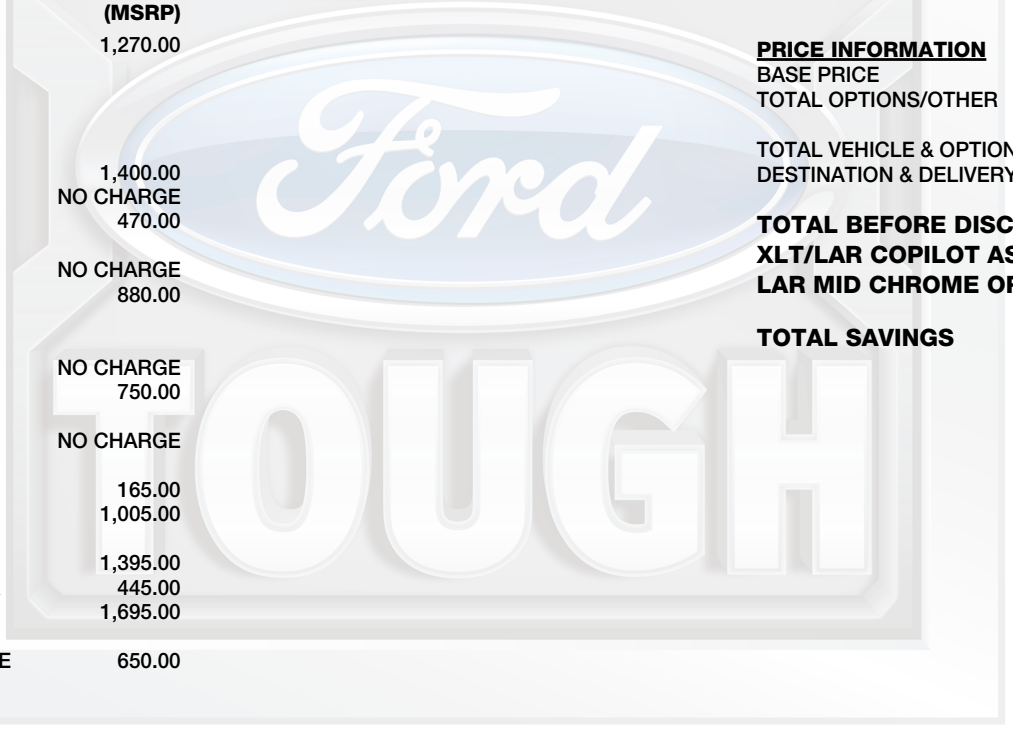 (MSRP)
1,270.00
1,400.00
NO CHARGE
470.00
NO CHARGE
880.00
NO CHARGE
750.00
NO CHARGE
165.00
1,005.00
1,395.00
445.00
1,695.00
E 650.00
PRICE INFORMATION
BASE PRICE
TOTAL OPTIONS/OTHER
TOTAL VEHICLE & OPTION
DESTINATION & DELIVERY
TOTAL BEFORE DISC
XLT/LAR COPILOT AS
LAR MID CHROME OP
TOTAL SAVINGS
Ford
TOUGH